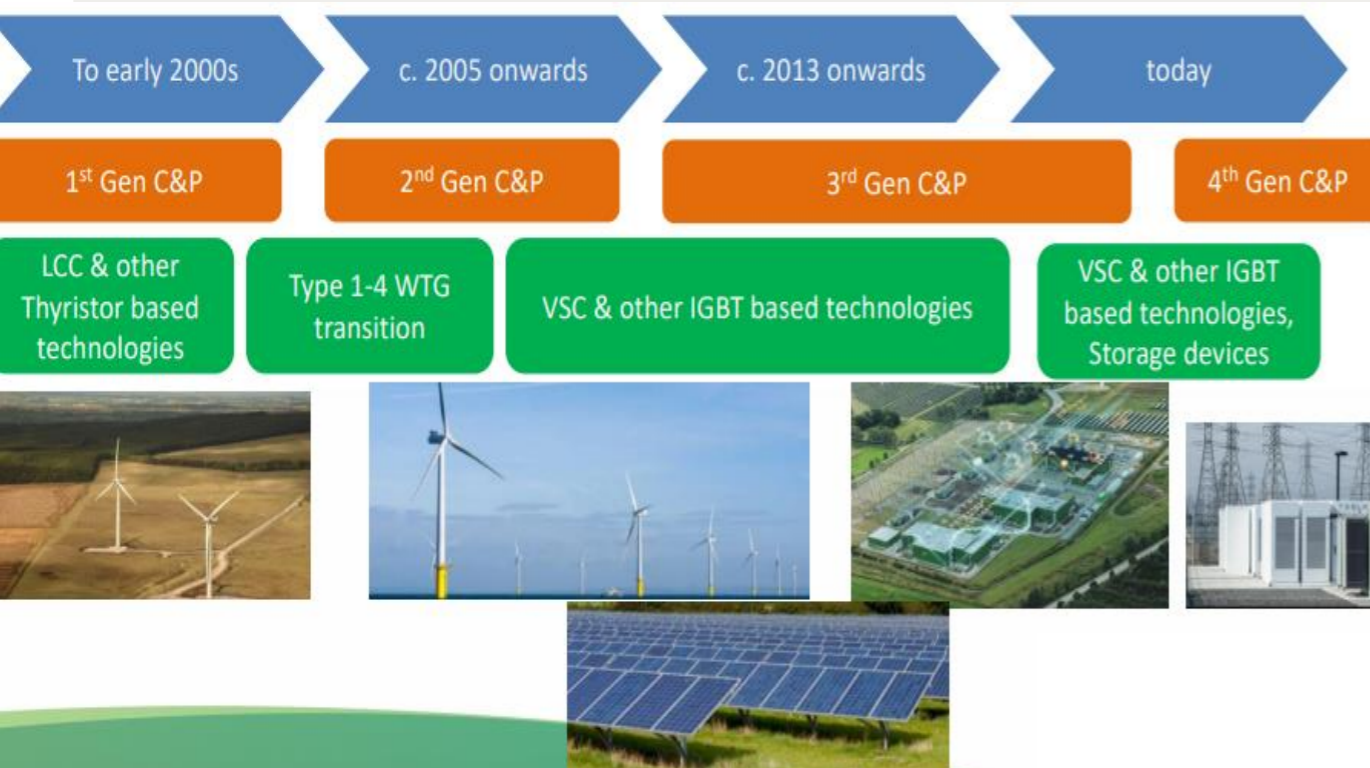 To early 2000s
c. 2005 onwards
c. 2013 onwards
today
1st Gen C&P
2nd Gen C&P
3rd Gen C&P
4th Gen C&P
LCC & other
Thyristor based
technologies
Type 1-4 WTG
transition
VSC & other IGBT based technologies
VSC & other IGBT
based technologies,
Storage devices